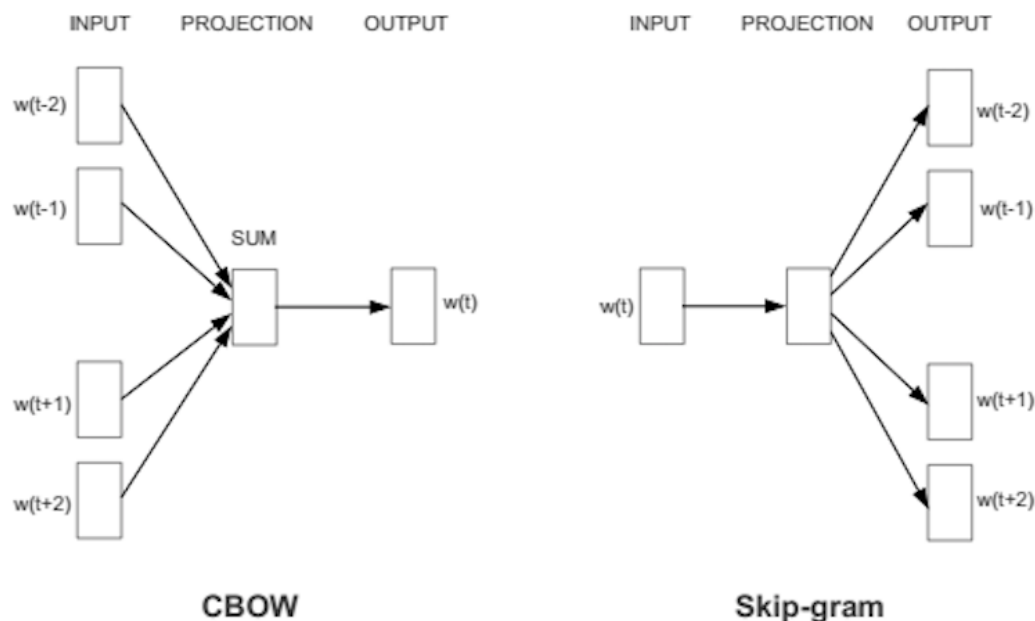 INPUT PROJECTION OUTPUT
w(t-2)
w(t-1)
SUM
w(t)
w(t+1)
w(t+2)
CBOW
INPUT PROJECTION OUTPUT
w(t-2)
w(t-1)
w(t)
w(t+1)
w(t+2)
Skip-gram